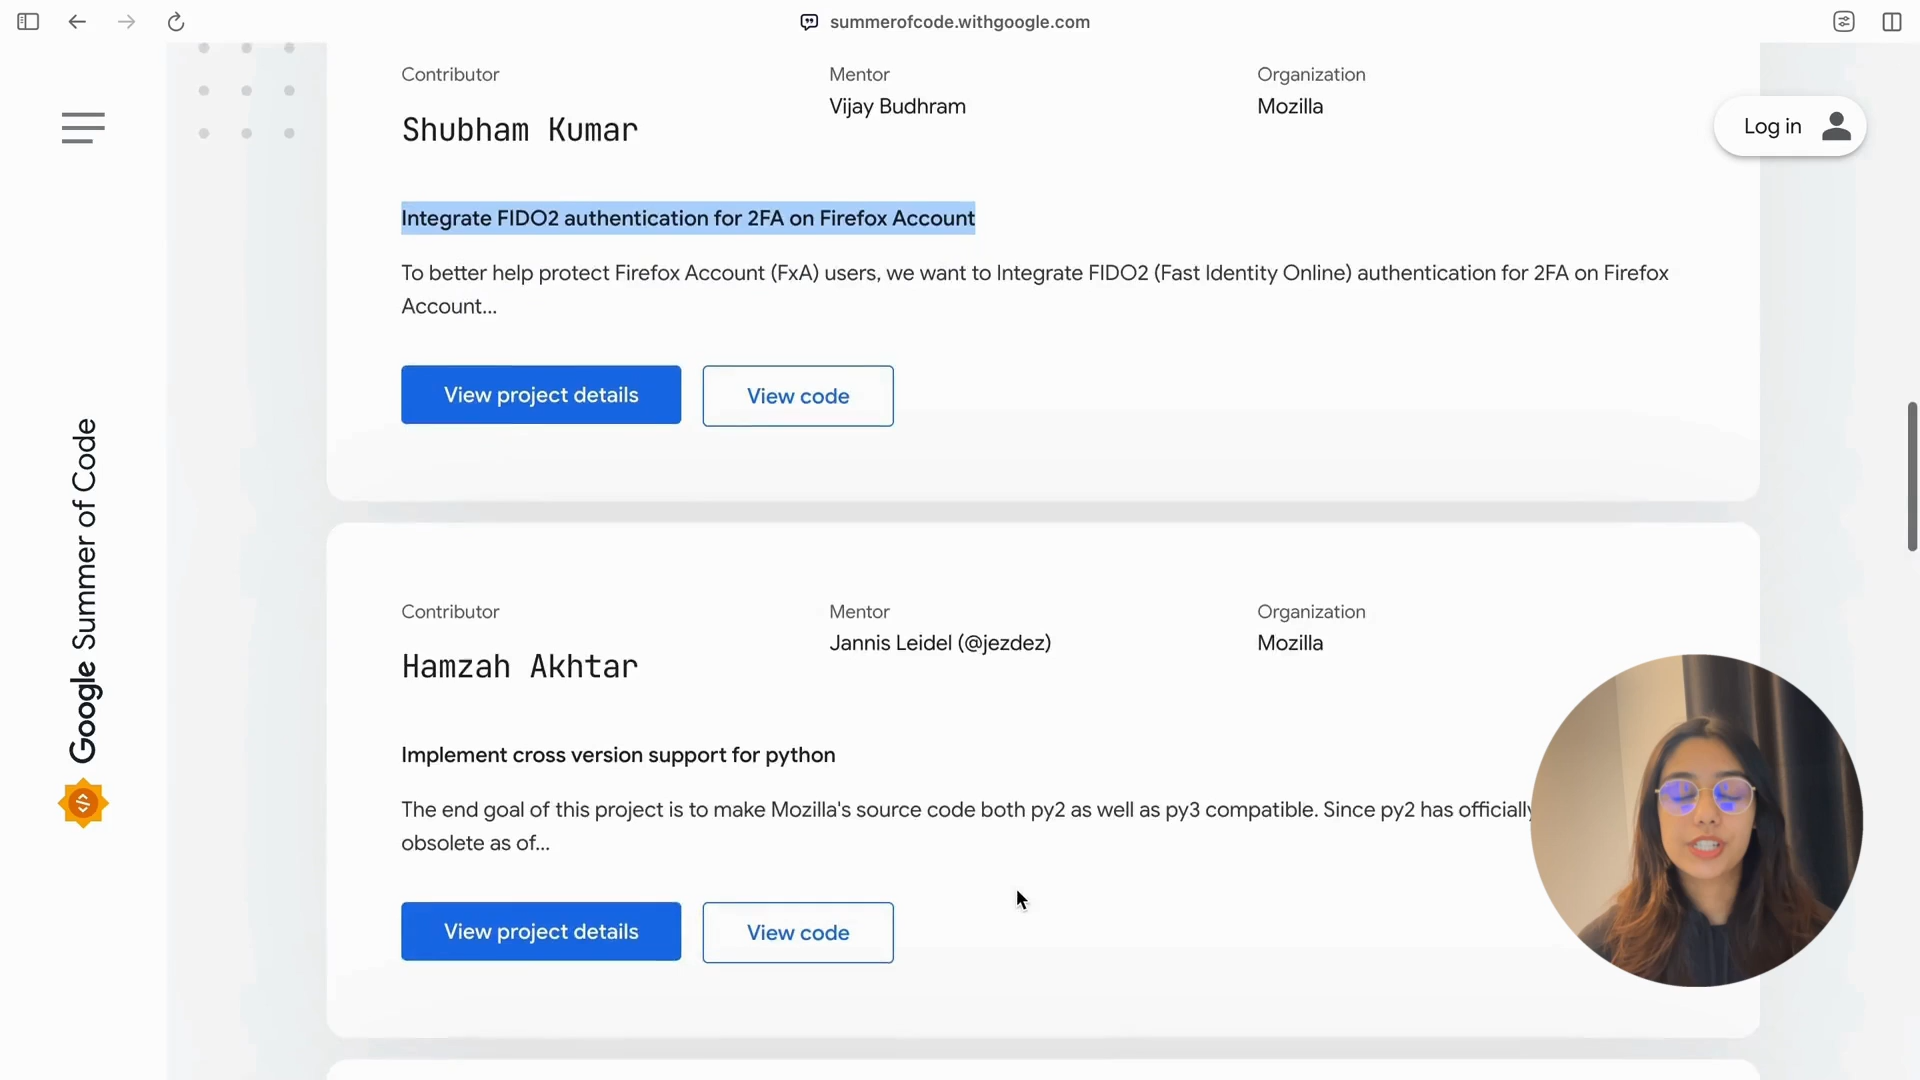 summerofcode.withgoogle.com
Contributor
Mentor
Organization
Shubham Kumar
Vijay Budhram
Mozilla
Log in
Integrate FIDO2 authentication for 2FA on Firefox Account
To better help protect Firefox Account (FxA) users, we want to Integrate FIDO2 (Fast Identity Online) authentication for 2FA on Firefox
Account...
View project details
View code
Google Summer of Code
Contributor
Mentor
Organization
Hamzah Akhtar
Jannis Leidel (@jezdez)
Mozilla
Implement cross version support for python
The end goal of this project is to make Mozilla's source code both py2 as well as py3 compatible. Since py2 has officially
obsolete as of...
View project details
View code